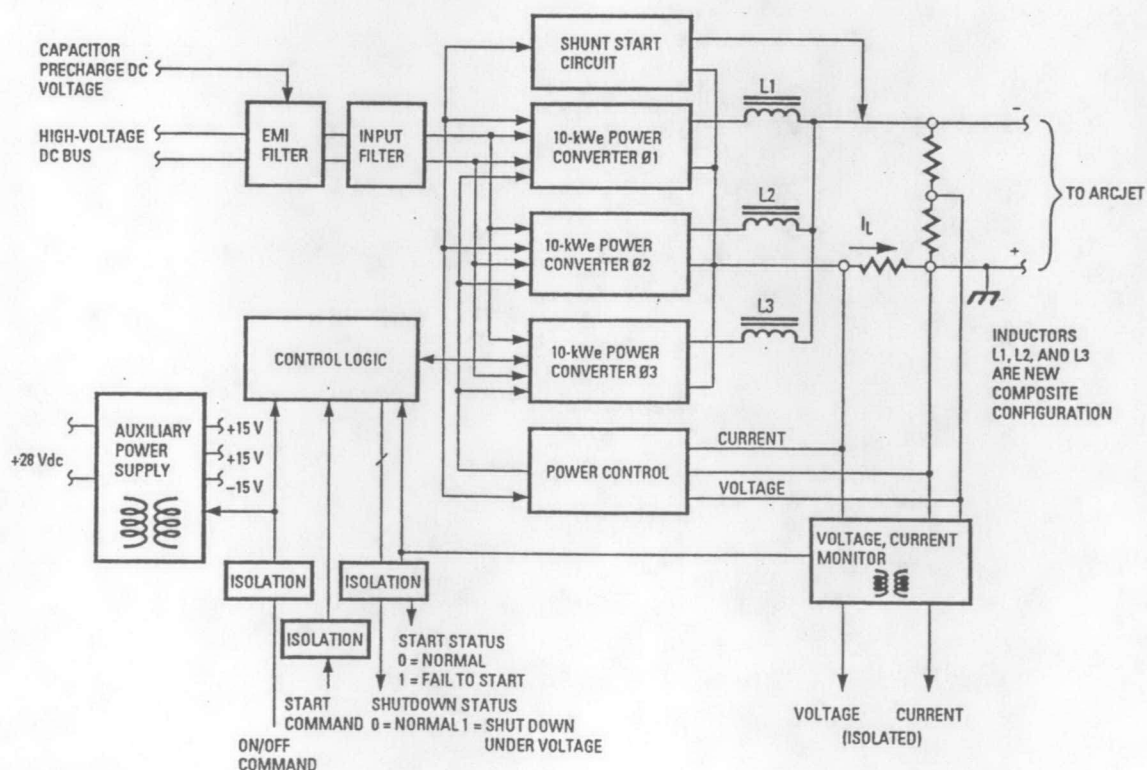 CAPACITOR
PRECHARGE DC
VOLTAGE
HIGH-VOLTAGE
DC BUS
EMI
FILTER
INPUT
FILTER
SHUNT START
CIRCUIT
10-kWe POWER
CONVERTER Ø1
10-kWe POWER
CONVERTER Ø2
10-kWe POWER
CONVERTER Ø3
L1
L2
L3
IL
-
+
TO ARCJET
INDUCTORS
L1, L2, AND L3
ARE NEW
COMPOSITE
CONFIGURATION
CONTROL LOGIC
POWER CONTROL
CURRENT
VOLTAGE
+28 Vdc
AUXILIARY
POWER
SUPPLY
+15 V
+15 V
-15 V
VOLTAGE, CURRENT
MONITOR
ISOLATION
ISOLATION
ISOLATION
START STATUS
0 = NORMAL
1 = FAIL TO START
START
COMMAND
SHUTDOWN STATUS
0 = NORMAL 1 = SHUT DOWN
UNDER VOLTAGE
ON/OFF
COMMAND
VOLTAGE CURRENT
(ISOLATED)